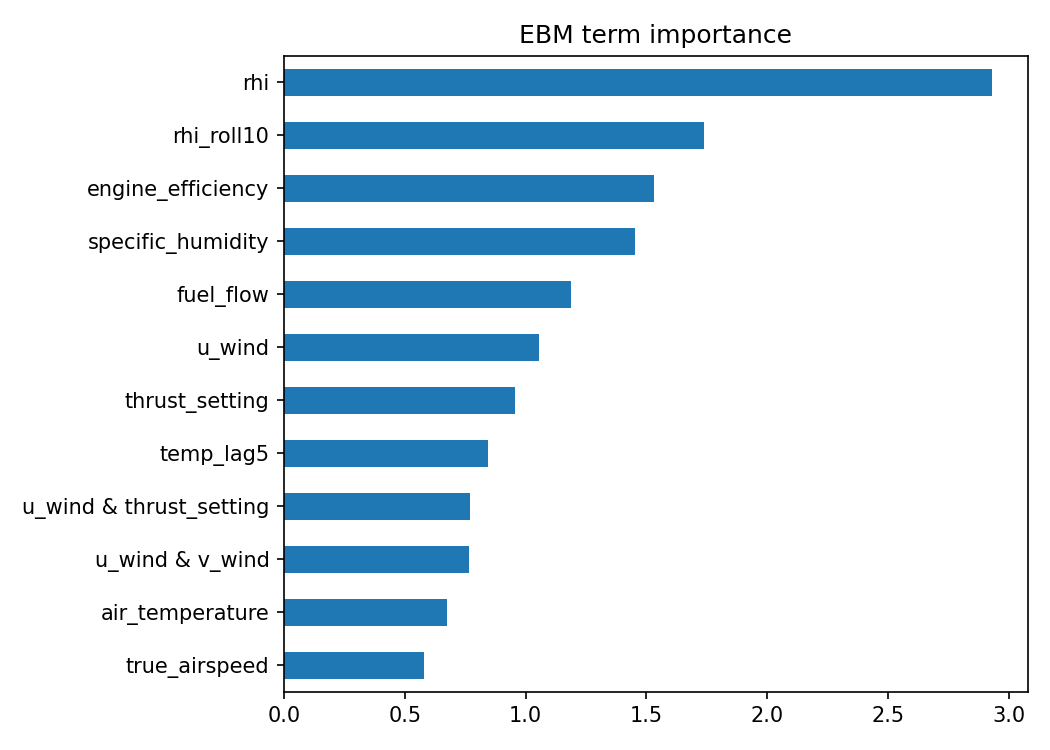 EBM term importance
rhi
rhi_roll10
engine_efficiency
specific_humidity
fuel_flow
u_wind
thrust_setting
temp_lag5
u_wind & thrust_setting
u_wind & v_wind
air_temperature
true_airspeed
0.0 0.5 1.0 1.5 2.0 2.5 3.0